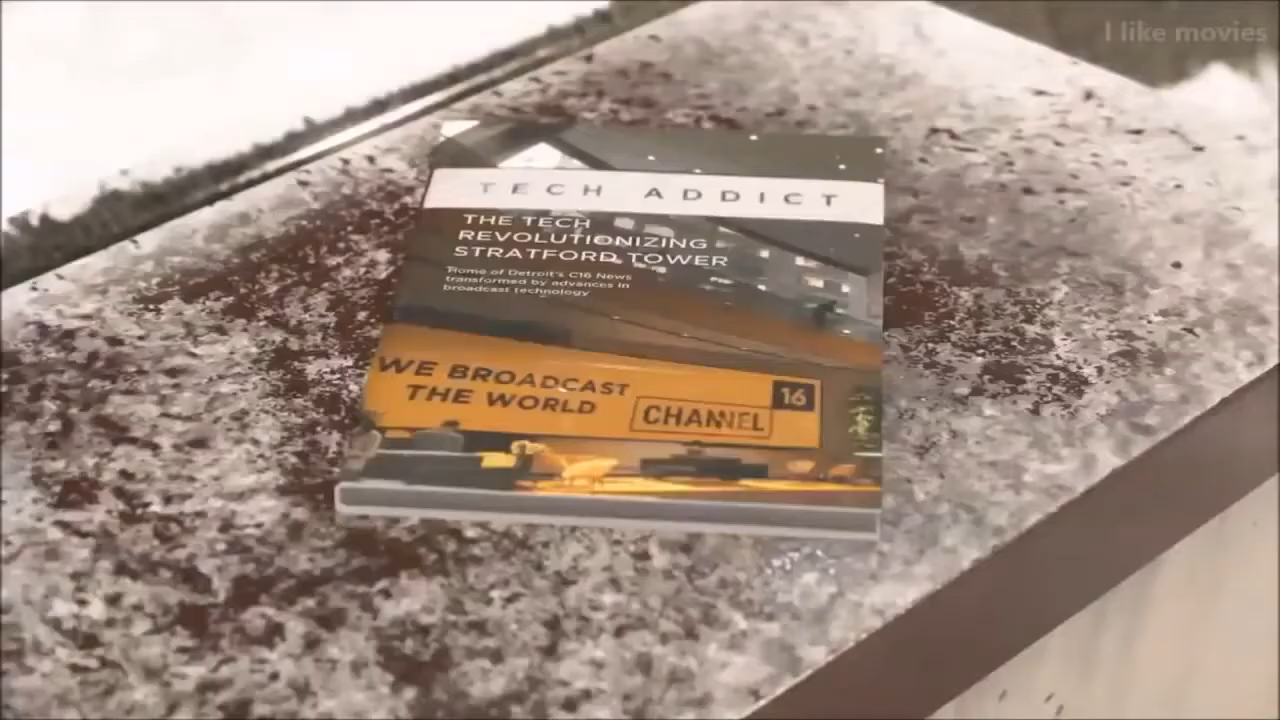 I like movies
TECH ADDICT
THE TECH
REVOLUTIONIZING
STRATFORD TOWER
Home of Detroit's C16 News
transformed by advances in
broadcast technology
WE BROADCAST
THE WORLD
CHANNEL
16